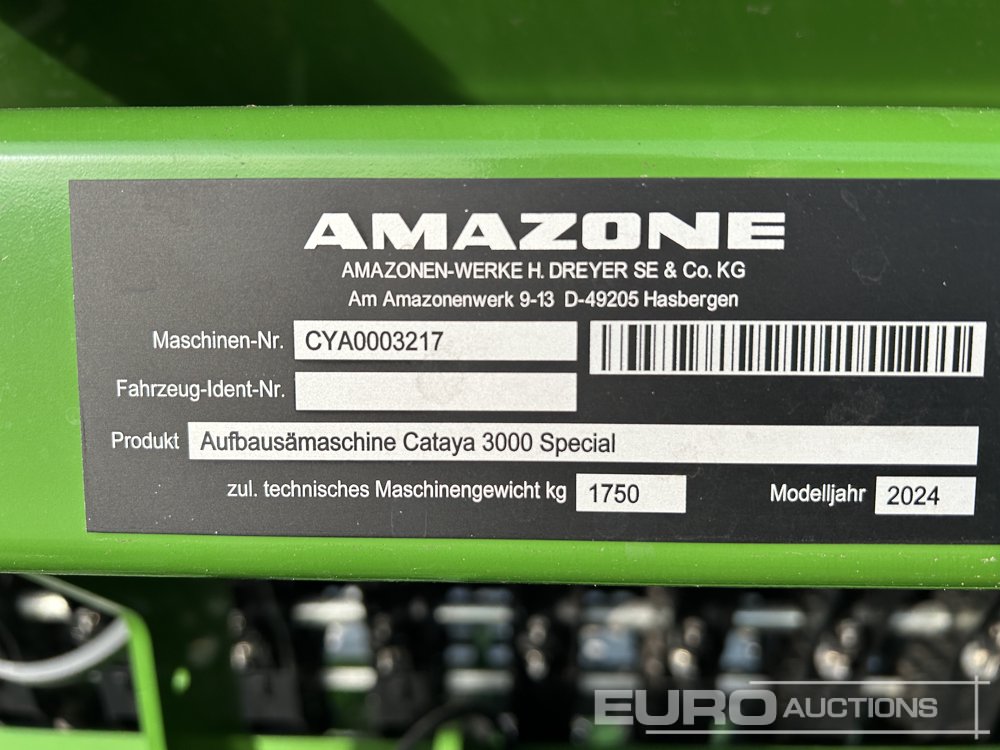 AMAZONE
AMAZONEN-WERKE H. DREYER SE & Co. KG
Am Amazonenwerk 9-13 D-49205 Hasbergen
Maschinen-Nr. CYA0003217
Fahrzeug-Ident-Nr.
Produkt Aufbausämaschine Cataya 3000 Special
zul. technisches Maschinengewicht kg 1750 Modelljahr 2024
EURO AUCTIONS